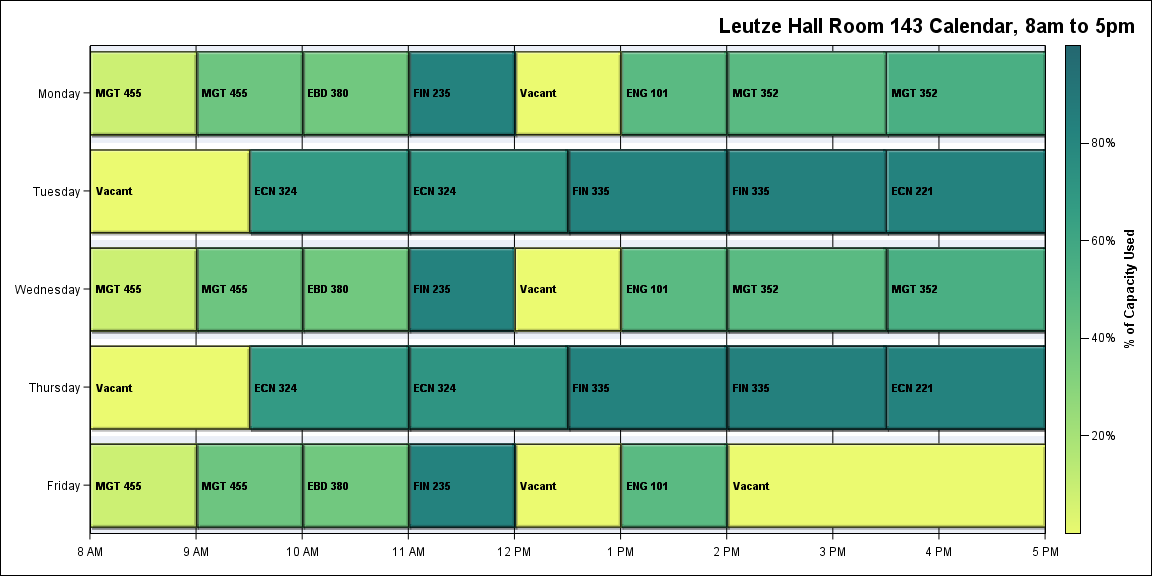 Leutze Hall Room 143 Calendar, 8am to 5pm
Monday
MGT 455
MGT 455
EBD 380
FIN 235
Vacant
ENG 101
MGT 352
MGT 352
Tuesday
Vacant
ECN 324
ECN 324
FIN 335
FIN 335
ECN 221
Wednesday
MGT 455
MGT 455
EBD 380
FIN 235
Vacant
ENG 101
MGT 352
MGT 352
Thursday
Vacant
ECN 324
ECN 324
FIN 335
FIN 335
ECN 221
Friday
MGT 455
MGT 455
EBD 380
FIN 235
Vacant
ENG 101
Vacant
8 AM
9 AM
10 AM
11 AM
12 PM
1 PM
2 PM
3 PM
4 PM
5 PM
80%
60%
40%
20%
% of Capacity Used